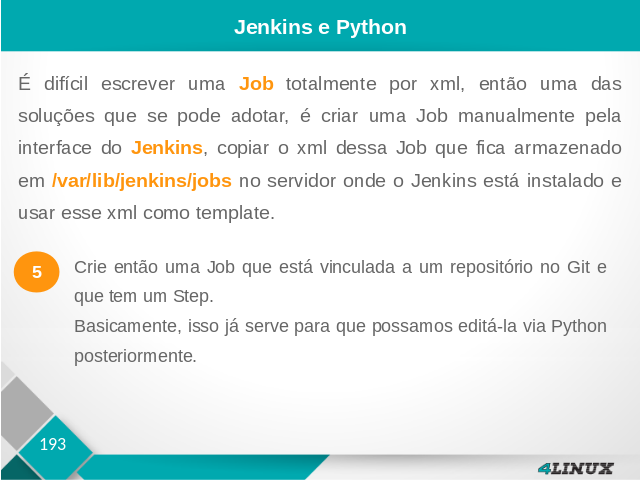 Jenkins e Python
É difícil escrever uma Job totalmente por xml, então uma das
soluções que se pode adotar, é criar uma Job manualmente pela
interface do Jenkins, copiar o xml dessa Job que fica armazenado
em /var/lib/jenkins/jobs no servidor onde o Jenkins está instalado e
usar esse xml como template.
5
Crie então uma Job que está vinculada a um repositório no Git e
que tem um Step.
Basicamente, isso já serve para que possamos editá-la via Python
posteriormente.
193
4LINUX